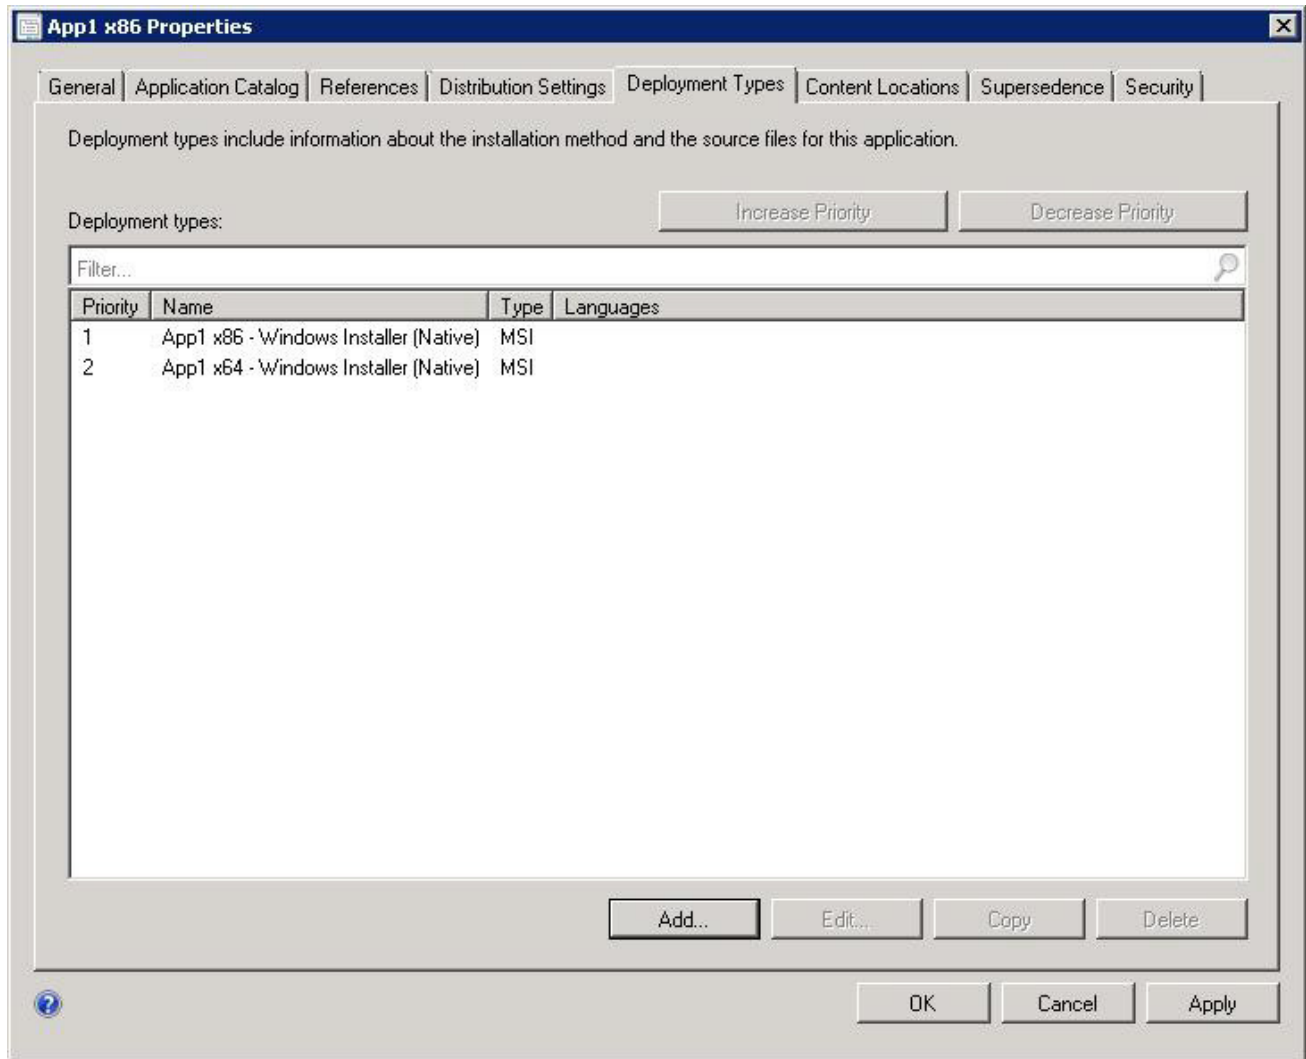 App1 x86 Properties
General Application Catalog References Distribution Settings Deployment Types Content Locations Supersedence Security
Deployment types include information about the installation method and the source files for this application.
Increase Priority Decrease Priority
Deployment types:
Filter...
Priority Name Type Languages
1 App1 x86 - Windows Installer (Native) MSI
2 App1 x64 - Windows Installer (Native) MSI
Add... Edit... Copy Delete
OK Cancel Apply